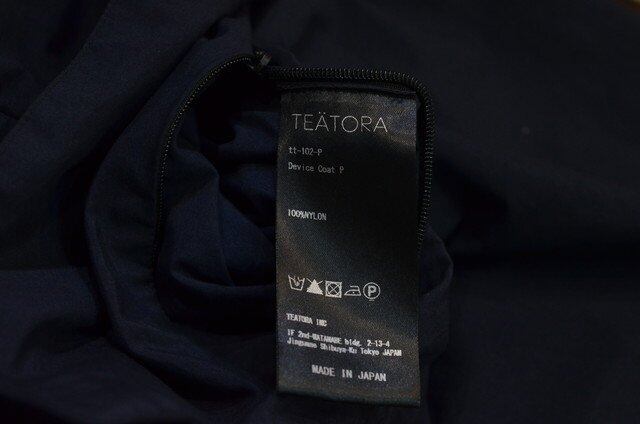 TEÄTORA
tt-102-P
Device Coat P
100%NYLON
P
TEATORA INC
1F 2nd-WATANABE bldg. 2-13-4
Jingumae Shibuya-Ku Tokyo JAPAN
MADE IN JAPAN